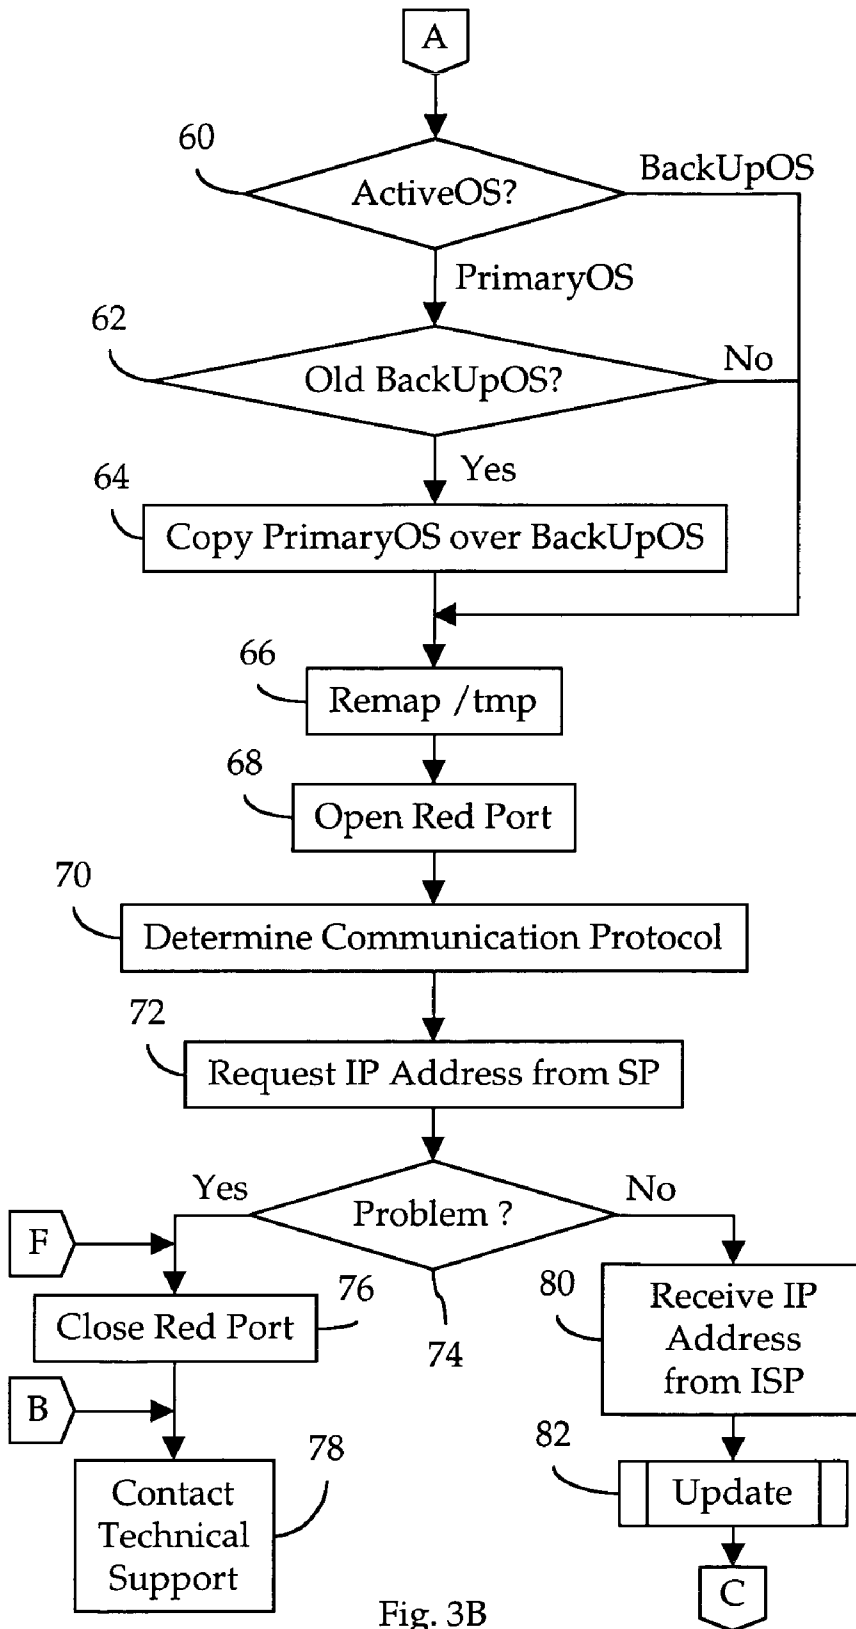 A
60
ActiveOS?
BackUpOS
PrimaryOS
62
Old BackUpOS?
No
Yes
64
Copy PrimaryOS over BackUpOS
66
Remap /tmp
68
Open Red Port
70
Determine Communication Protocol
72
Request IP Address from SP
Yes
Problem ?
No
F
76
Close Red Port
74
80
Receive IP
Address
from ISP
B
78
Contact
Technical
Support
82
Update
C
Fig. 3B